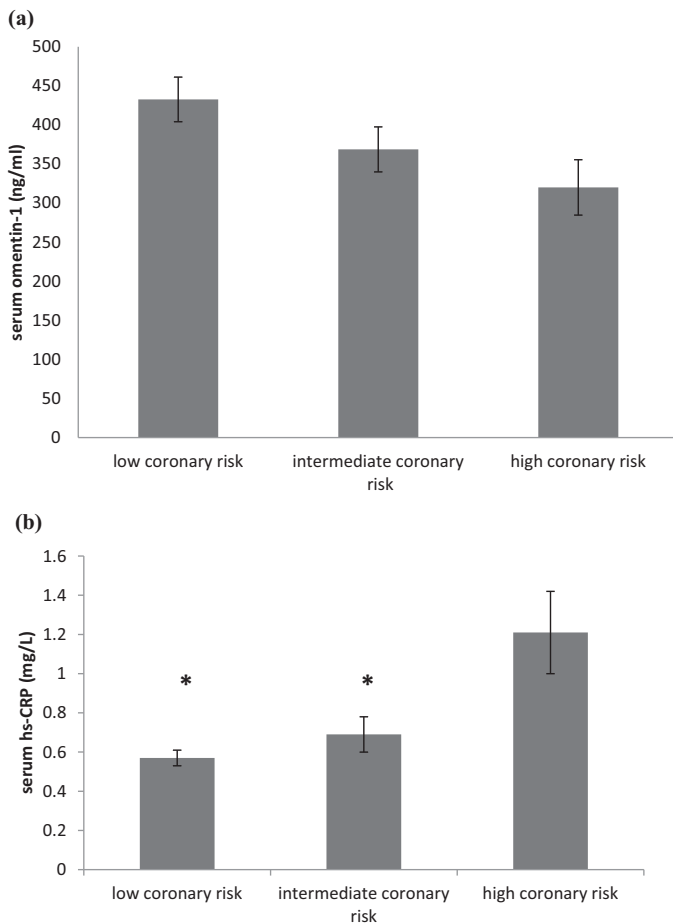 (a)
500
450
400
350
300
250
200
150
100
50
0
serum omentin-1 (ng/ml)
low coronary risk
intermediate coronary
risk
high coronary risk
(b)
1.6
1.4
1.2
1
0.8
0.6
0.4
0.2
0
serum hs-CRP (mg/L)
*
*
low coronary risk
intermediate coronary
risk
high coronary risk